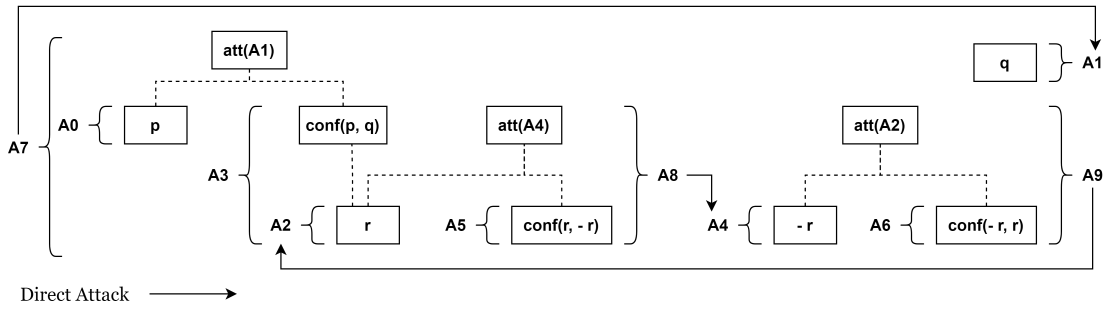 att(A1)
q
A1
A0
p
conf(p, q)
att(A4)
att(A2)
A7
A3
A8
A9
A2
r
A5
conf(r, - r)
A4
- r
A6
conf(- r, r)
Direct Attack